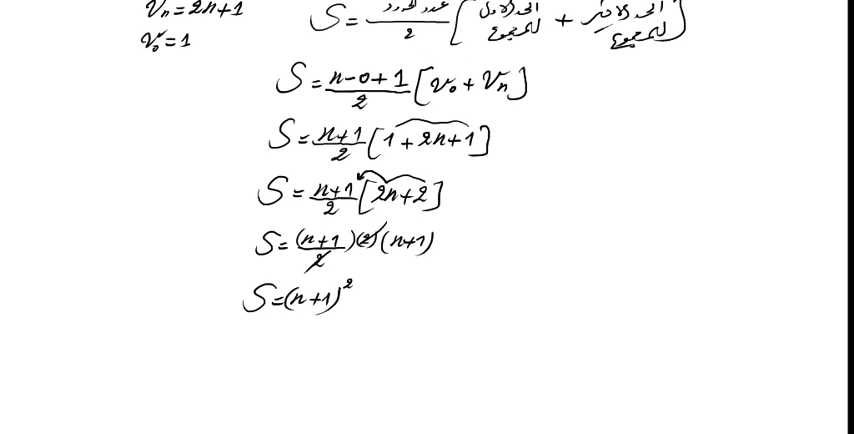 Vn = 2n+1
V0 = 1
S = عدد الحدود / 2 [ الحد الأول للمجموع + الحد الأخير للمجموع ]
S = n-0+1 / 2 [V0 + Vn]
S = n+1 / 2 [1 + 2n+1]
S = n+1 / 2 [2n+2]
S = (n+1) / 2 (2)(n+1)
S = (n+1)²